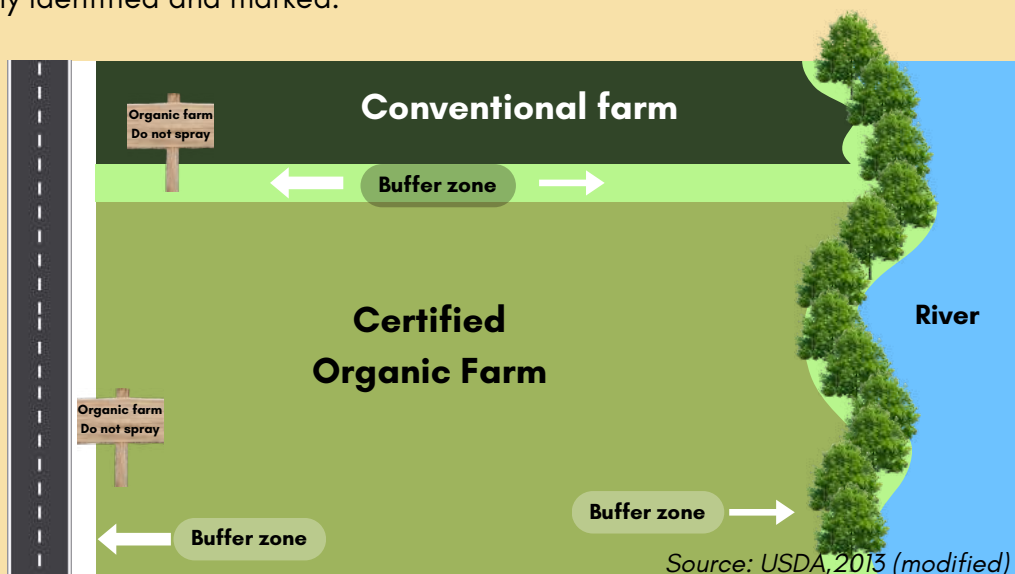 ly identified and marked.
Conventional farm
Organic farm
Do not spray
Buffer zone
Certified
Organic Farm
River
Organic farm
Do not spray
Buffer zone
Buffer zone
Source: USDA,2013 (modified)